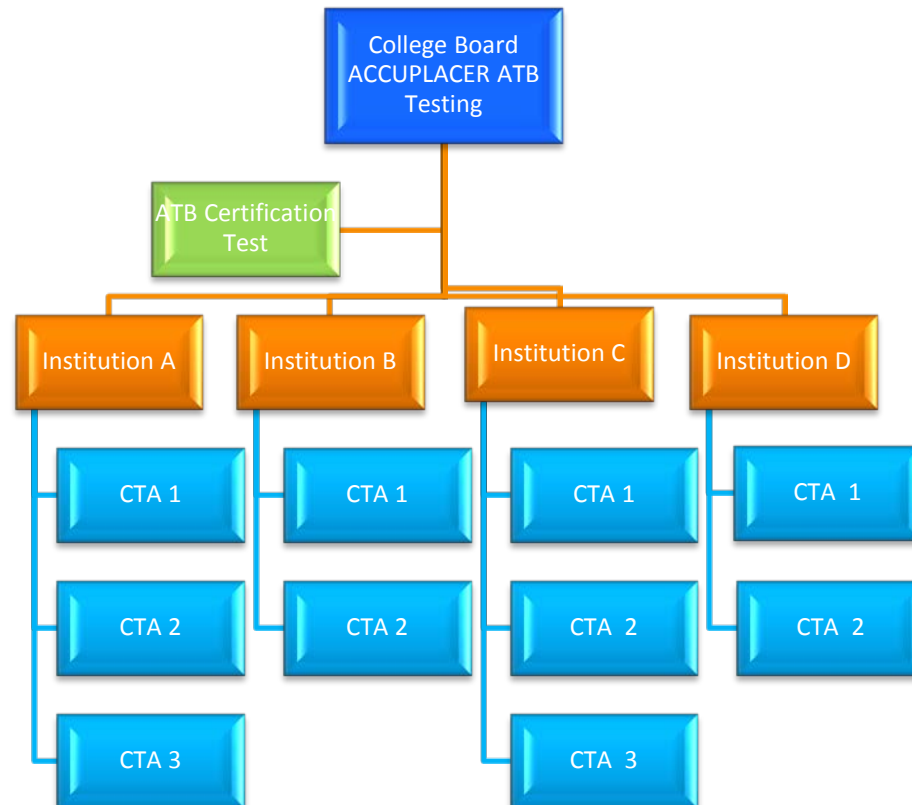 College Board
ACCUPLACER ATB
Testing
ATB Certification
Test
Institution A
Institution B
Institution C
Institution D
CTA 1
CTA 1
CTA 1
CTA  1
CTA 2
CTA 2
CTA  2
CTA  2
CTA 3
CTA  3